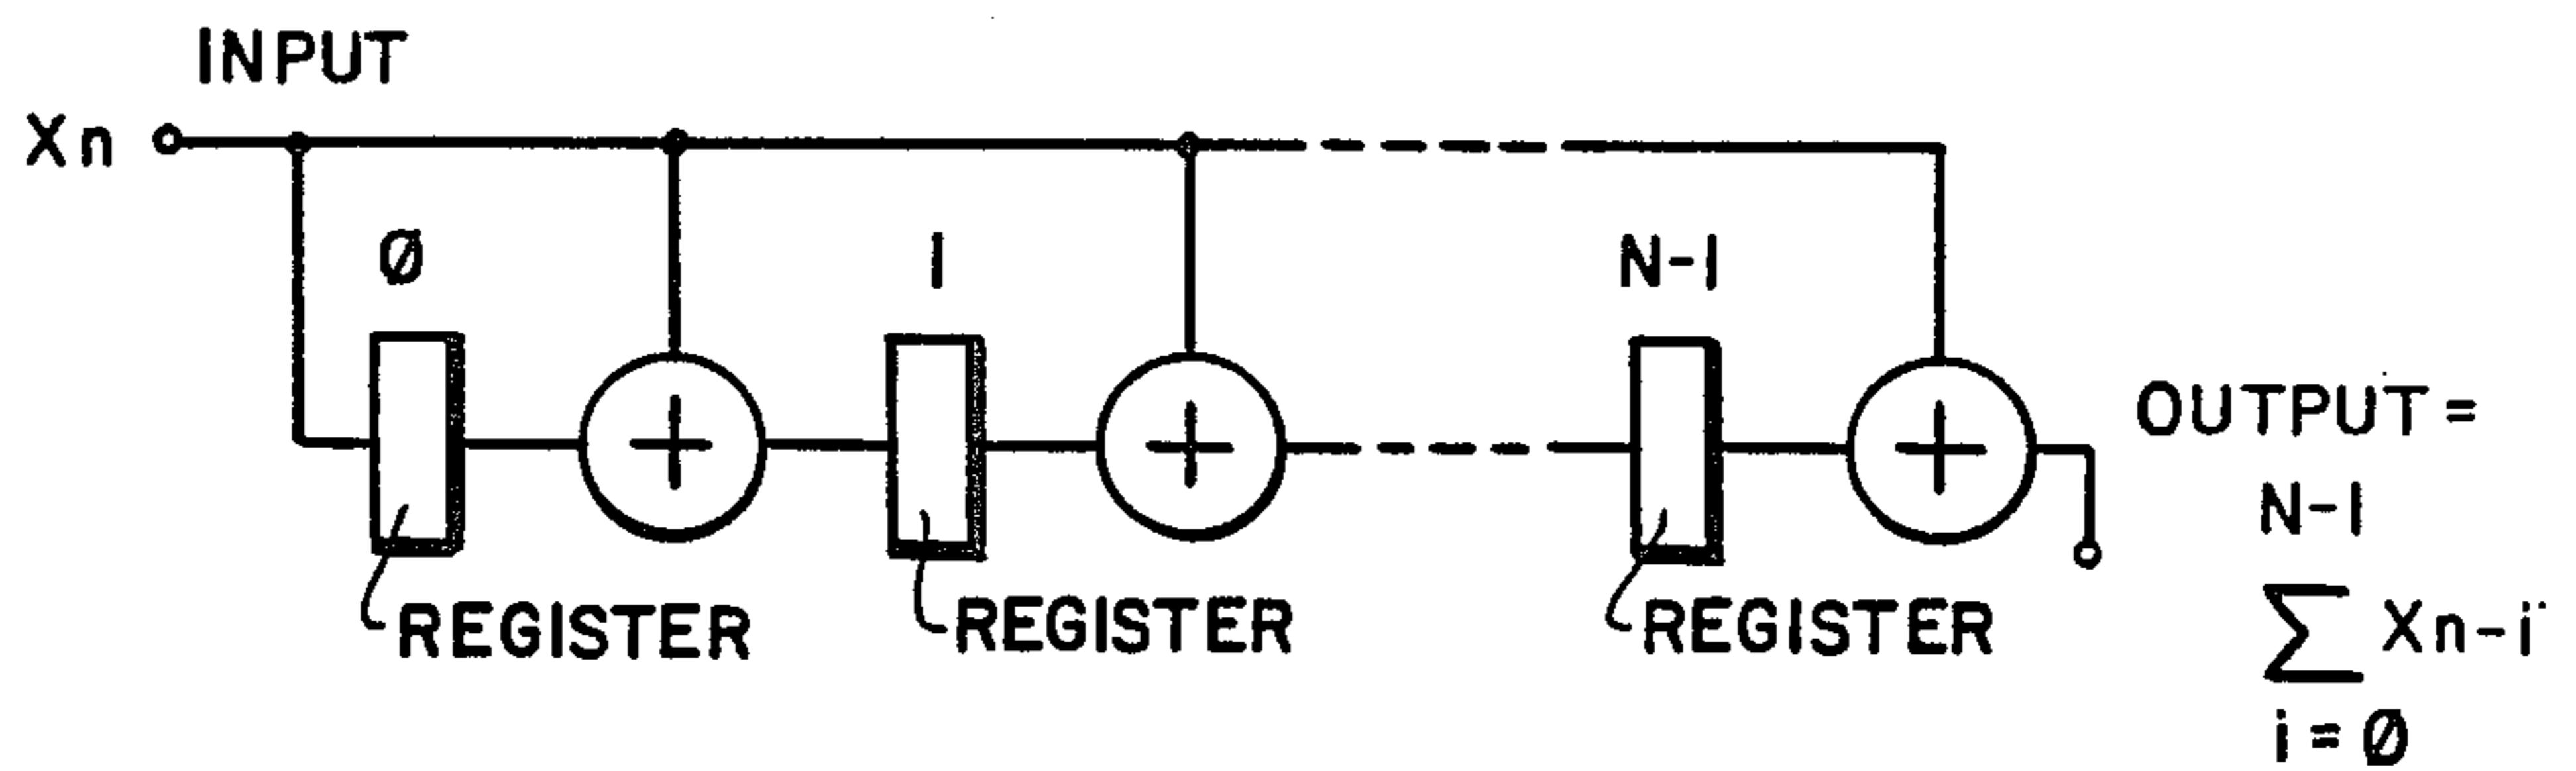 INPUT
Xn
Ø 1 N-1
+ + +
OUTPUT =
N-1
∑ Xn-i
i = Ø
REGISTER REGISTER REGISTER